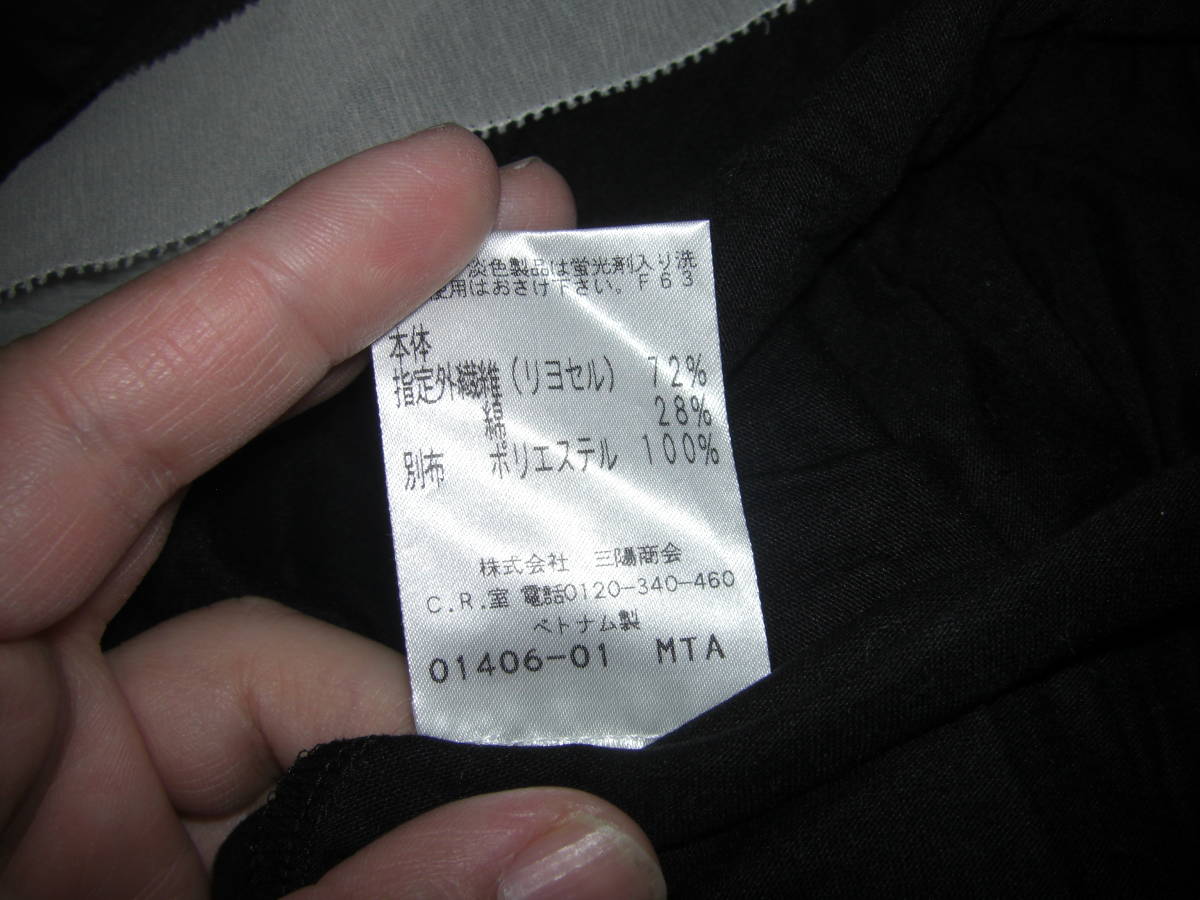 淡色製品は蛍光剤入り洗
使用はおさけ下さい。F63
本体
指定外繊維(リヨセル) 72%
綿 28%
別布 ポリエステル 100%
株式会社 三陽商会
C.R.室 電話0120-340-460
ベトナム製
01406-01 MTA